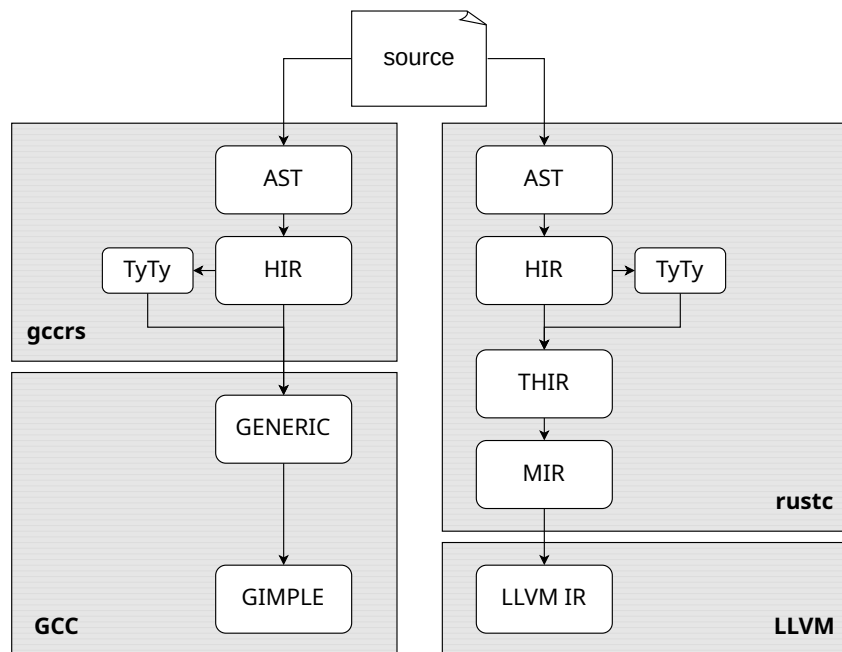 source
AST
HIR
TyTy
gccrs
GENERIC
GIMPLE
GCC
AST
HIR
TyTy
THIR
MIR
rustc
LLVM IR
LLVM